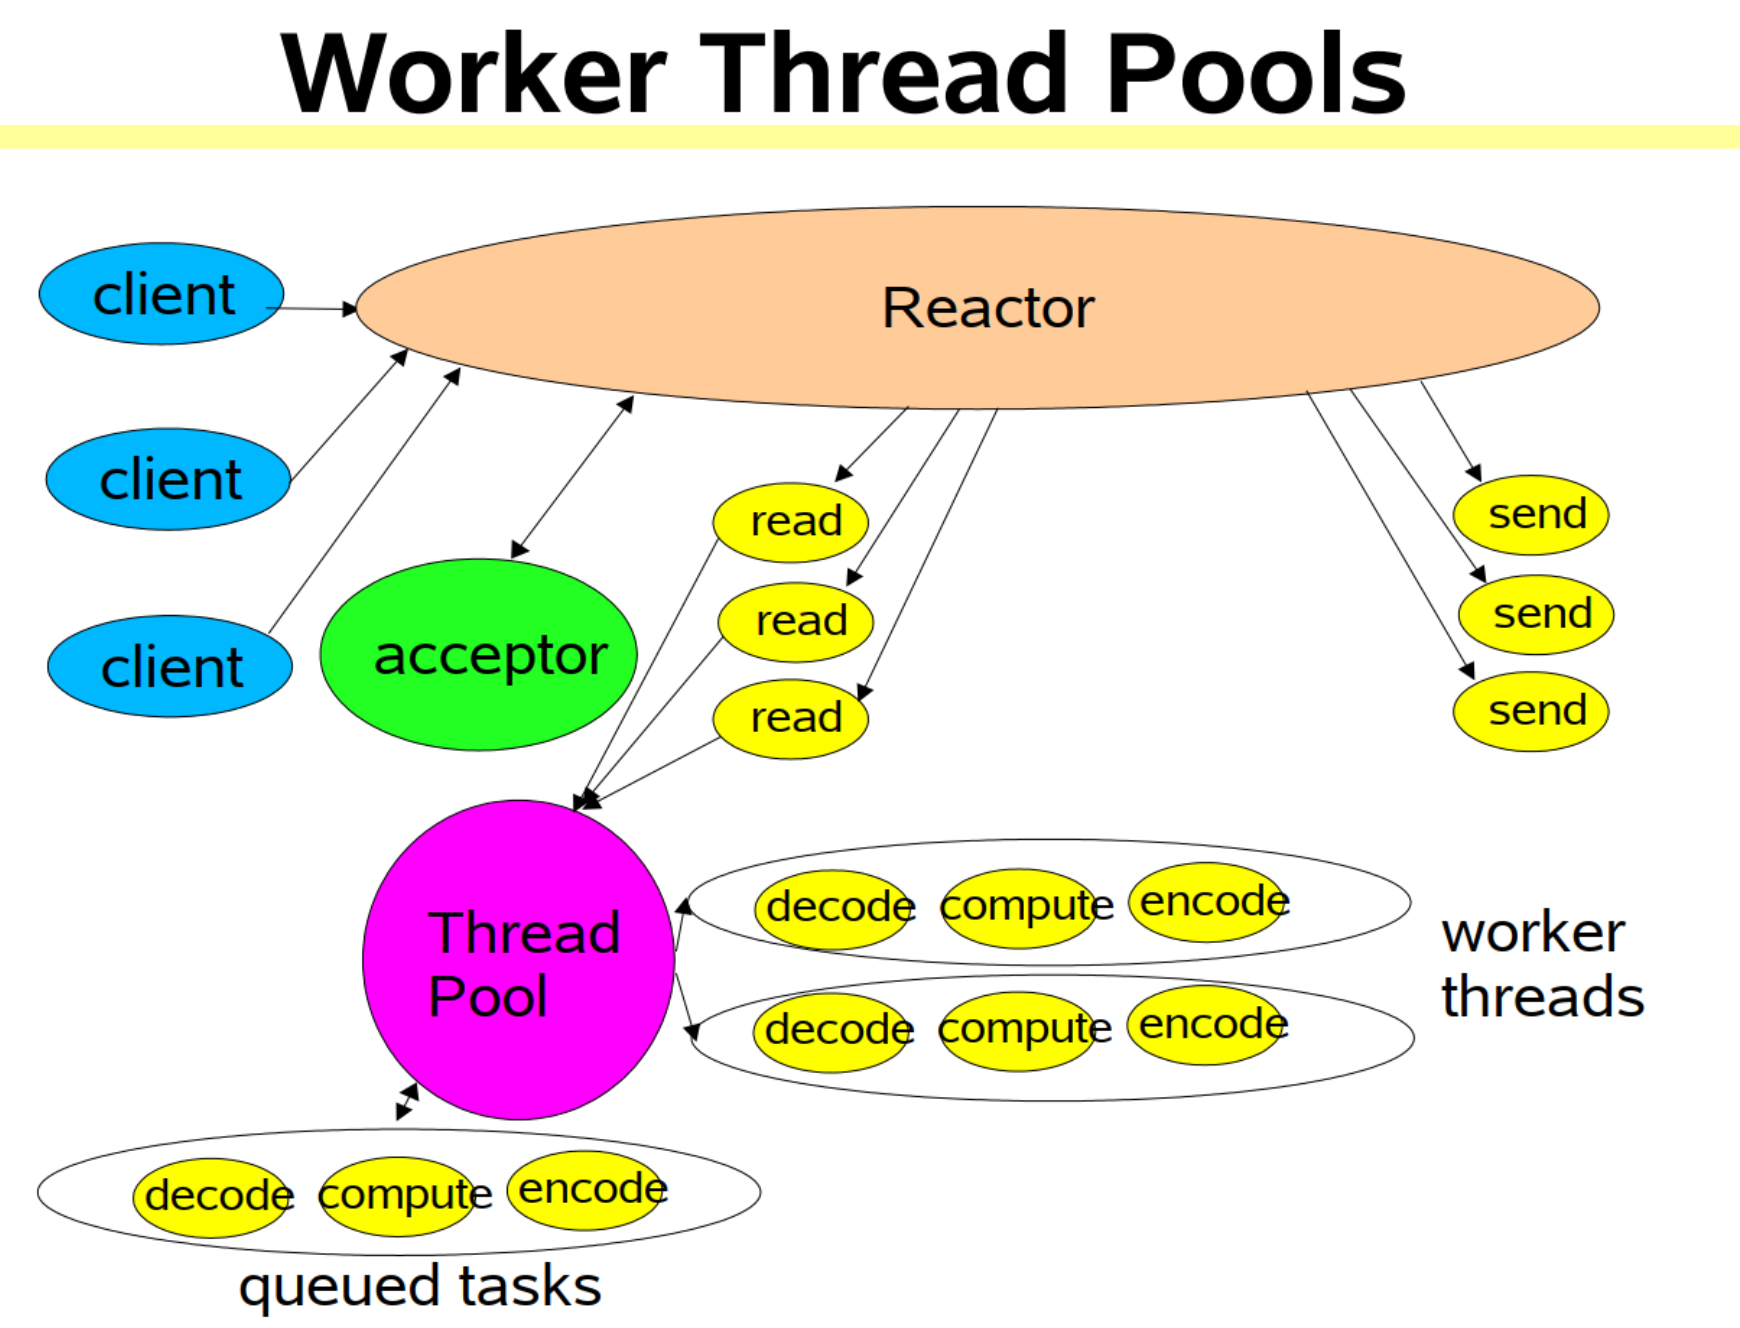 Worker Thread Pools
client
Reactor
client
client
acceptor
read
read
read
send
send
send
Thread
Pool
decode compute encode
decode compute encode
worker
threads
decode compute encode
queued tasks